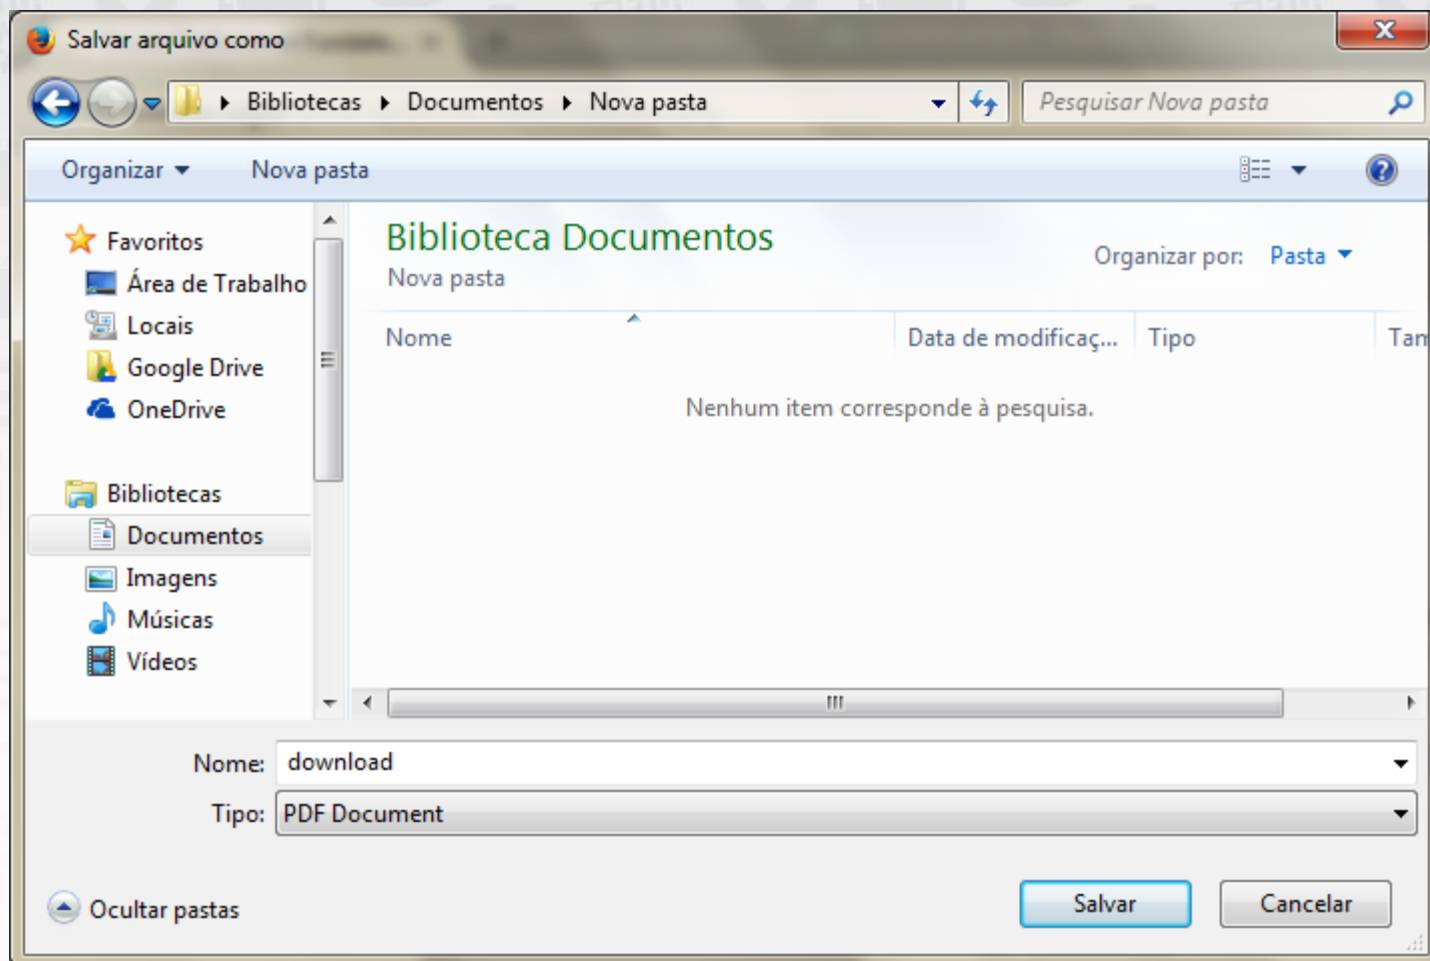 Salvar arquivo como
Bibliotecas Documentos Nova pasta
Pesquisar Nova pasta
Organizar Nova pasta
Favoritos
Área de Trabalho
Locais
Google Drive
OneDrive
Bibliotecas
Documentos
Imagens
Músicas
Vídeos
Biblioteca Documentos
Nova pasta
Organizar por: Pasta
Nome Data de modificaç... Tipo Tam
Nenhum item corresponde à pesquisa.
Nome: download
Tipo: PDF Document
Ocultar pastas
Salvar Cancelar